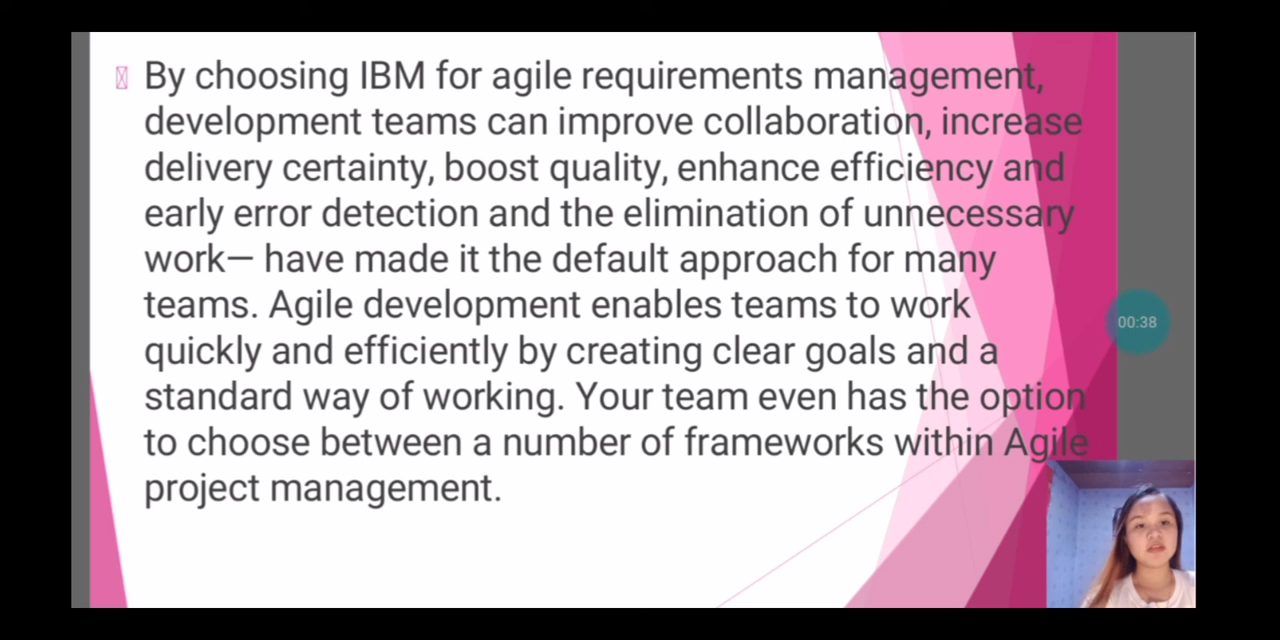 By choosing IBM for agile requirements management,
development teams can improve collaboration, increase
delivery certainty, boost quality, enhance efficiency and
early error detection and the elimination of unnecessary
work— have made it the default approach for many
teams. Agile development enables teams to work
quickly and efficiently by creating clear goals and a
standard way of working. Your team even has the option
to choose between a number of frameworks within Agile
project management.
00:38